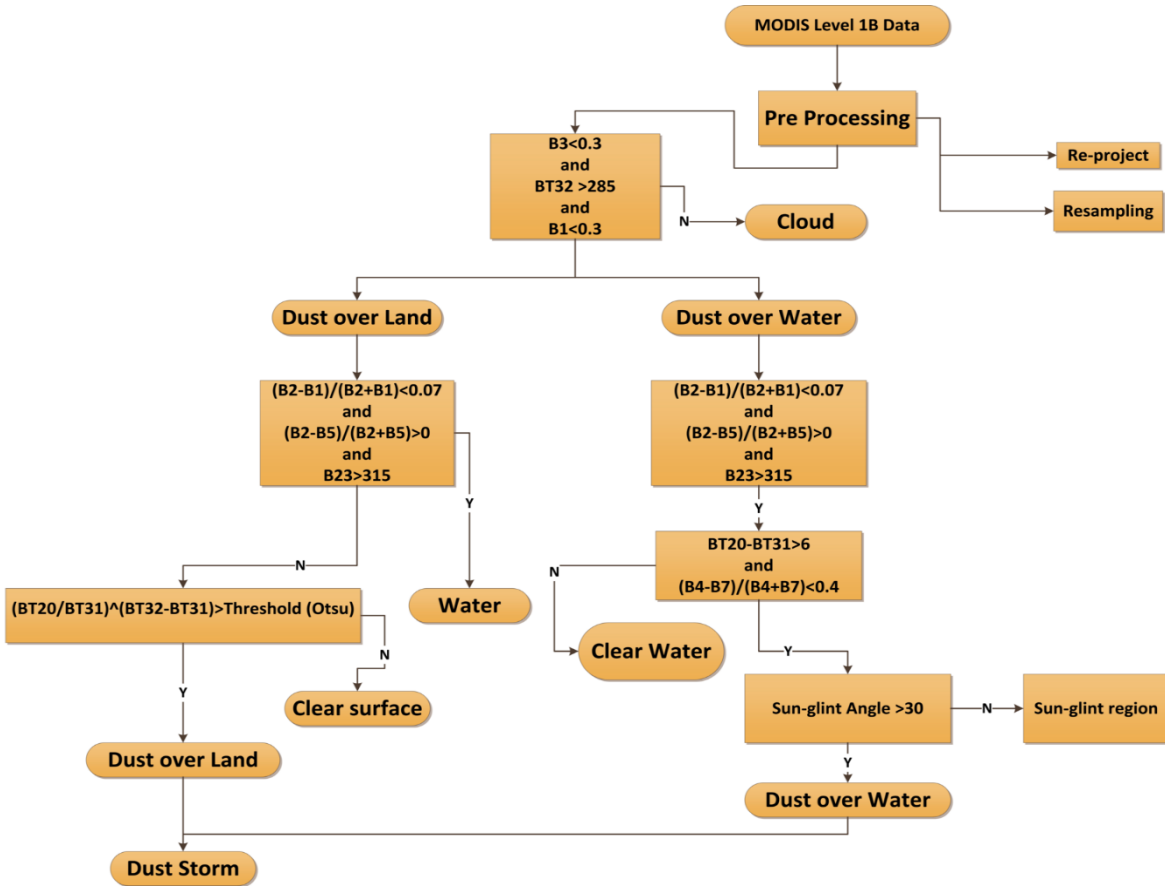 MODIS Level 1B Data
Pre Processing
Re-project
Resampling
B3<0.3
and
BT32 >285
and
B1<0.3
N
Cloud
Dust over Land
Dust over Water
(B2-B1)/(B2+B1)<0.07
and
(B2-B5)/(B2+B5)>0
and
B23>315
(B2-B1)/(B2+B1)<0.07
and
(B2-B5)/(B2+B5)>0
and
B23>315
Y
Y
N
Water
BT20-BT31>6
and
(B4-B7)/(B4+B7)<0.4
N
Clear Water
Y
(BT20/BT31)^(BT32-BT31)>Threshold (Otsu)
N
Clear surface
Y
Sun-glint Angle >30
N
Sun-glint region
Y
Dust over Land
Dust over Water
Dust Storm